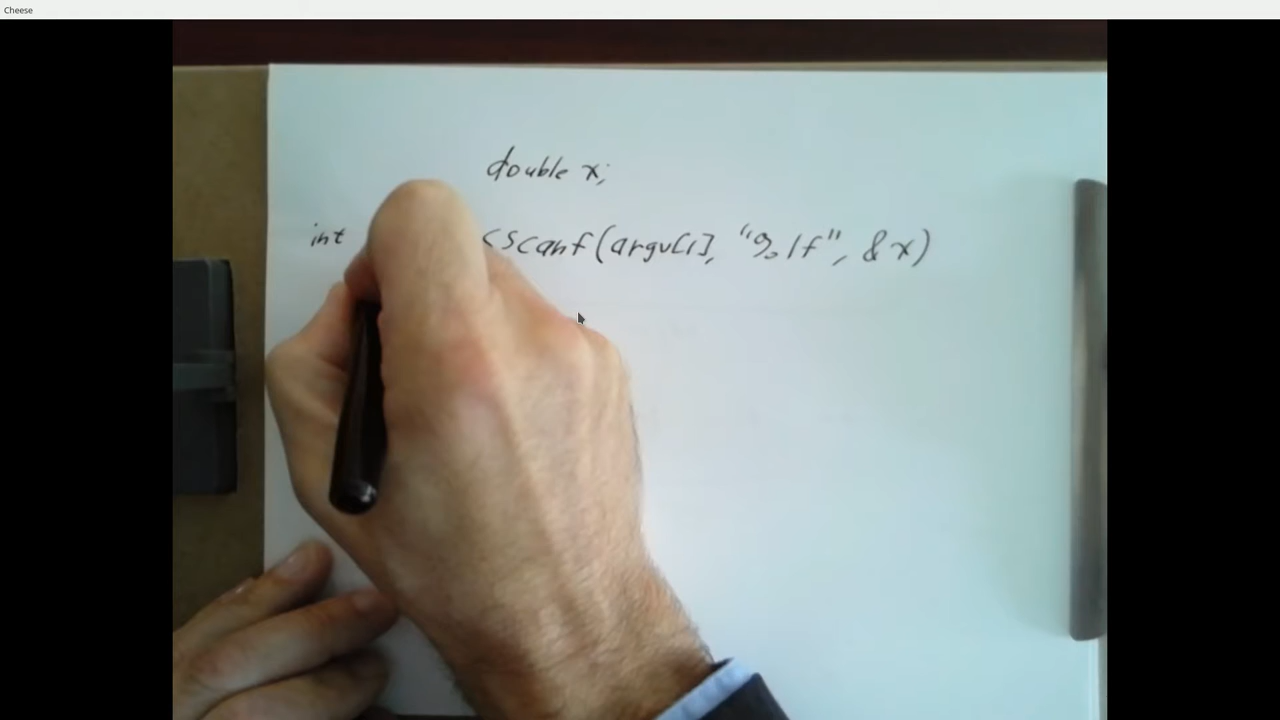 Cheese
double x;
int sscanf(argv[1], "%lf", &x)